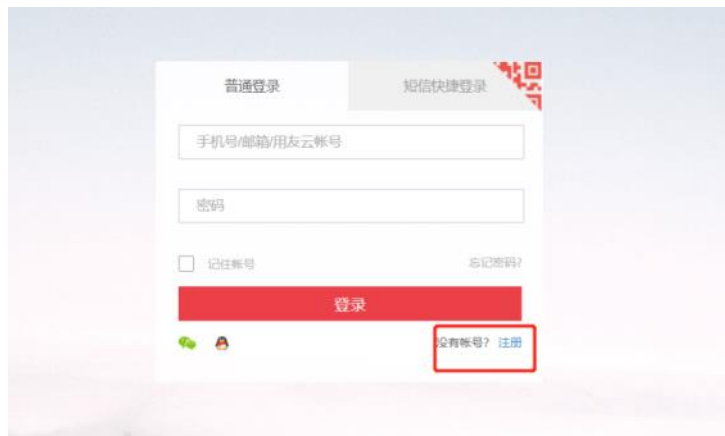 普通登录
短信快捷登录
手机号/邮箱/用友云帐号
密码
记住帐号
忘记密码?
登录
没有帐号? 注册